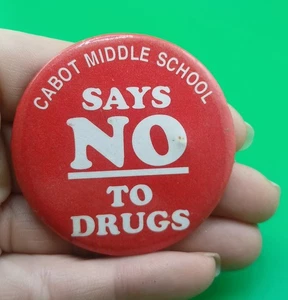 CABOT MIDDLE SCHOOL
SAYS
NO
TO
DRUGS